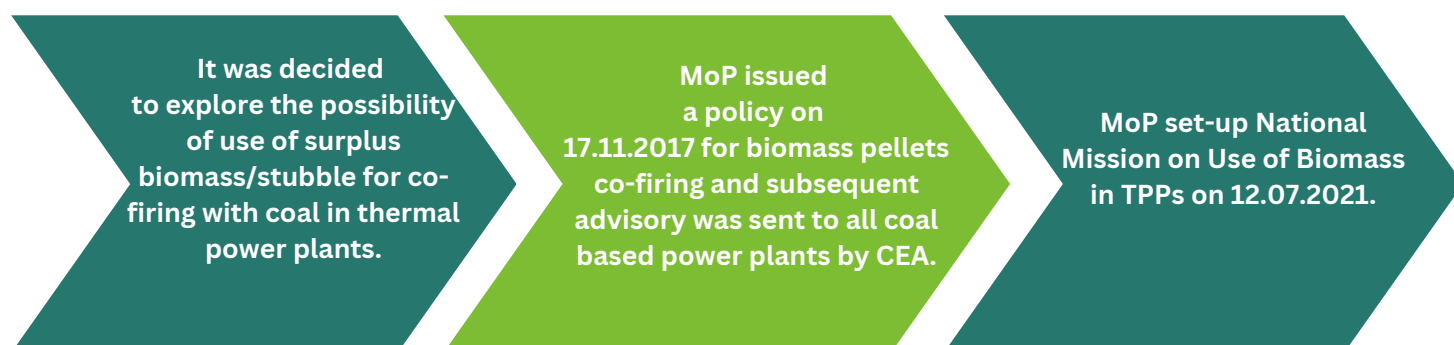 It was decided
to explore the possibility
of use of surplus
biomass/stubble for co-
firing with coal in thermal
power plants.
MoP issued
a policy on
17.11.2017 for biomass pellets
co-firing and subsequent
advisory was sent to all coal
based power plants by CEA.
MoP set-up National
Mission on Use of Biomass
in TPPs on 12.07.2021.